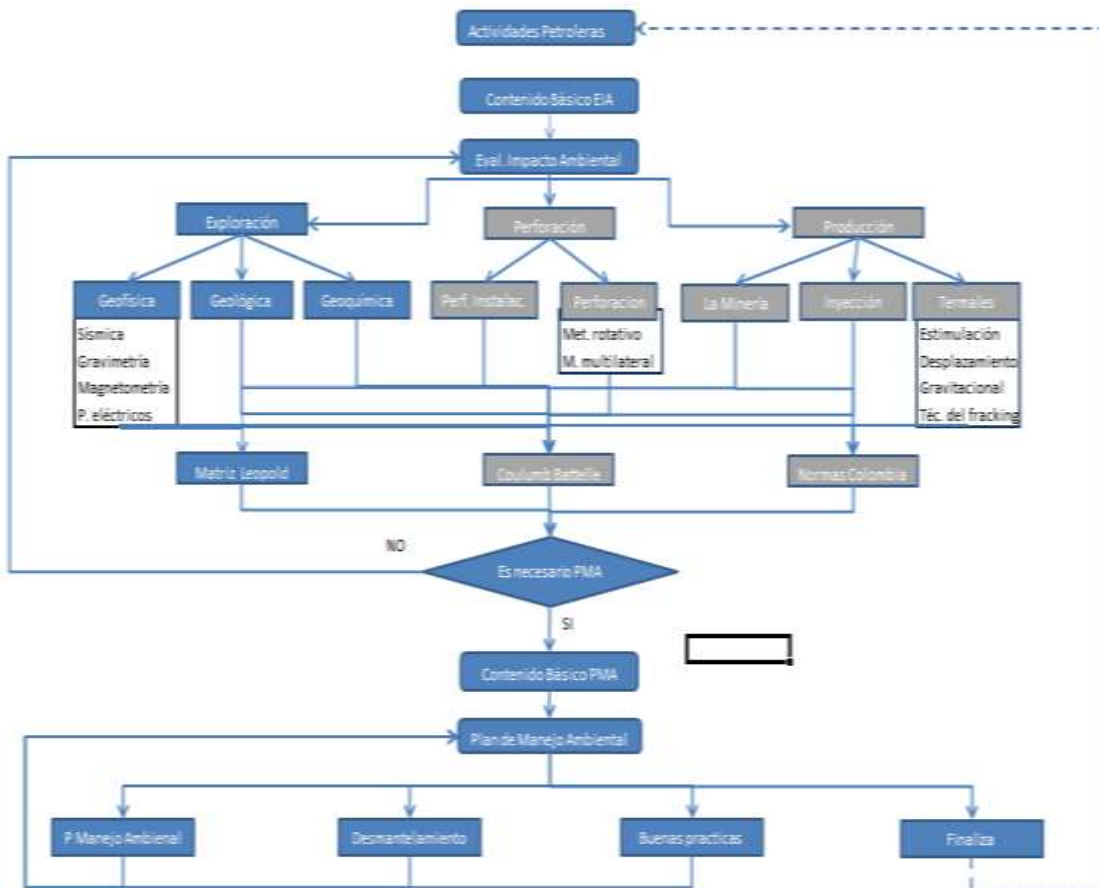 Actividades Petroleras
Contenido Básico EIA
Eval. Impacto Ambiental
Exploración
Perforación
Producción
Geofísica
Geológica
Geoquímica
Perf. Instalac.
Perforacion
La Minería
Inyección
Termales
Sísmica
Gravimetría
Magnetometría
P. eléctricos
Met. rotativo
M. multilateral
Estimulación
Desplazamiento
Gravitacional
Téc. del fracking
Matriz Leopold
Coulumb Battelle
Normas Colombia
NO
Es necesario PMA
SI
Contenido Básico PMA
Plan de Manejo Ambiental
P Manejo Ambienal
Desmantelamiento
Buenas practicas
Finaliza